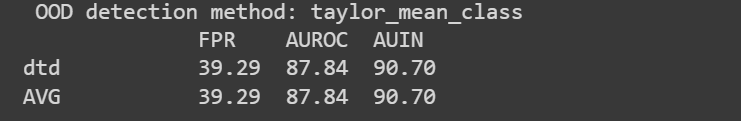 OOD detection method: taylor_mean_class
FPR AUROC AUIN
dtd 39.29 87.84 90.70
AVG 39.29 87.84 90.70